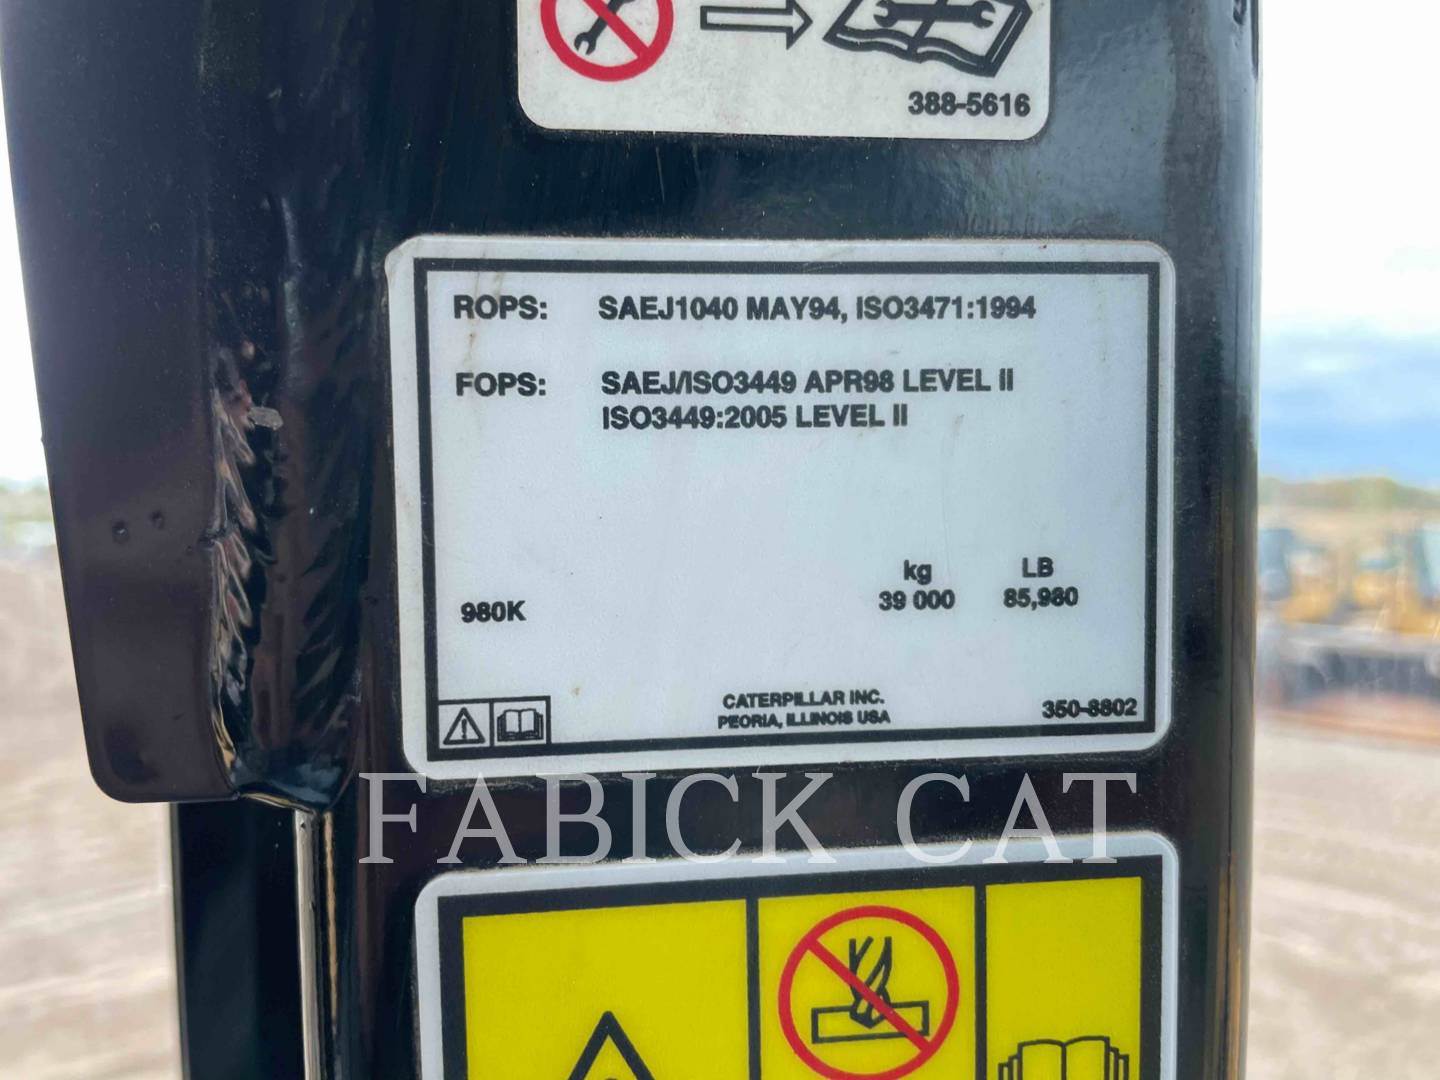 388-5616
ROPS: SAEJ1040 MAY94, ISO3471:1994
FOPS: SAEJ/ISO3449 APR98 LEVEL II
ISO3449:2005 LEVEL II
kg LB
980K 39 000 85,980
CATERPILLAR INC.
PEORIA, ILLINOIS USA
350-8802
FABICK CAT